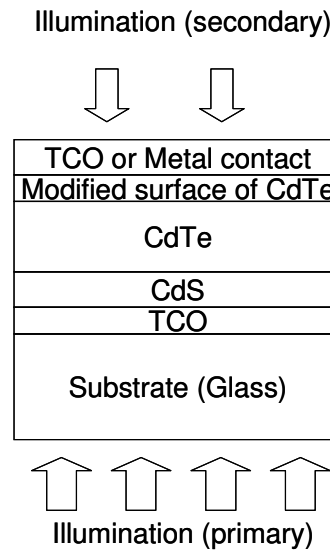 Illumination (secondary)
TCO or Metal contact
Modified surface of CdTe
CdTe
CdS
TCO
Substrate (Glass)
Illumination (primary)